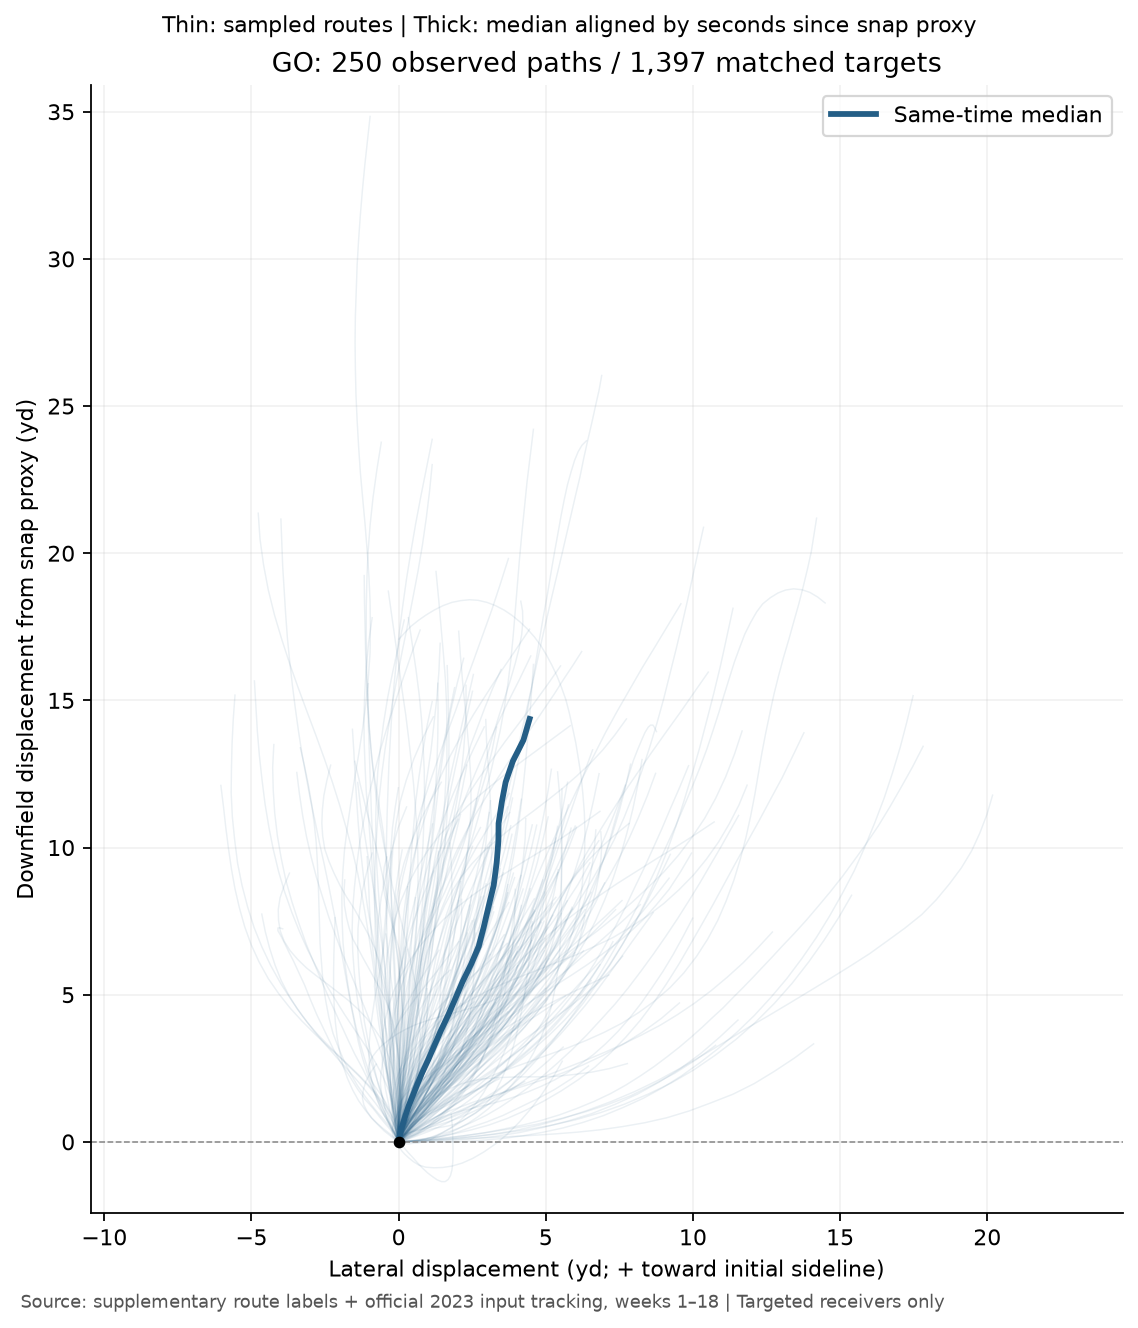 Thin: sampled routes | Thick: median aligned by seconds since snap proxy
GO: 250 observed paths / 1,397 matched targets
Same-time median
35
30
25
20
15
10
5
0
Downfield displacement from snap proxy (yd)
−10
−5
0
5
10
15
20
Lateral displacement (yd; + toward initial sideline)
Source: supplementary route labels + official 2023 input tracking, weeks 1–18 | Targeted receivers only